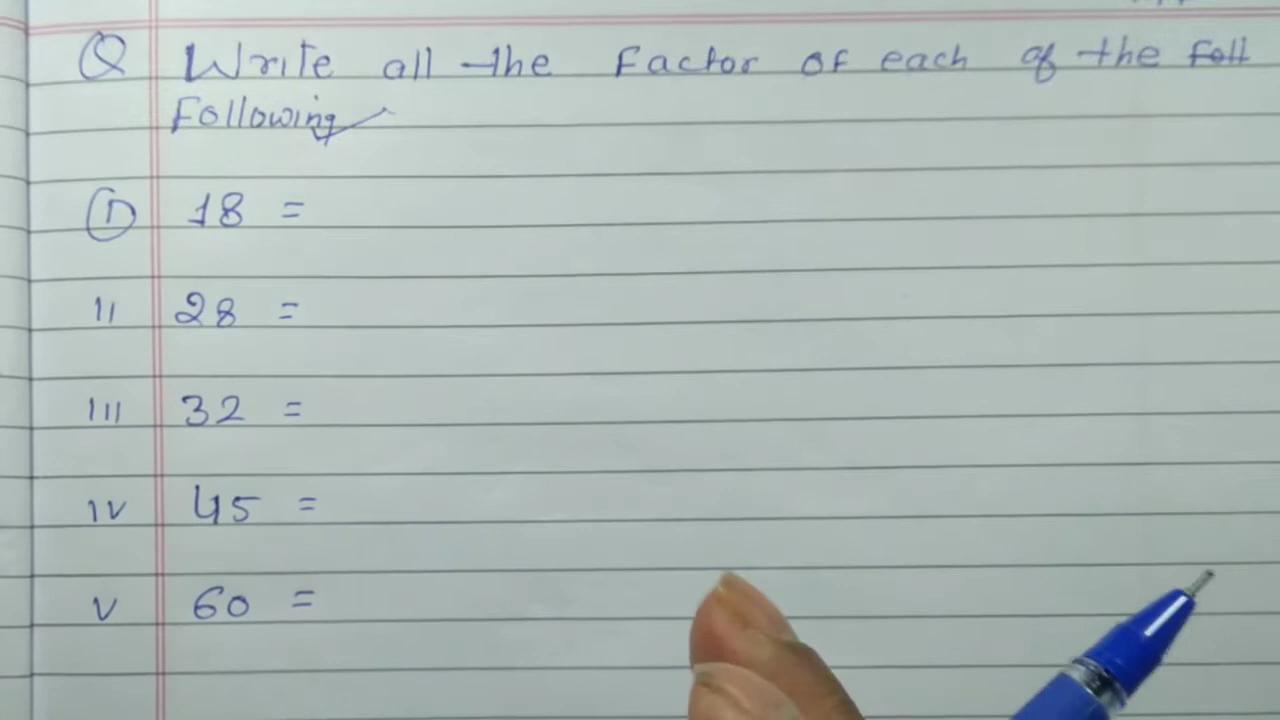 Q Write all the Factor of each of the Foll
Following
I 18 =
II 28 =
III 32 =
IV 45 =
V 60 =